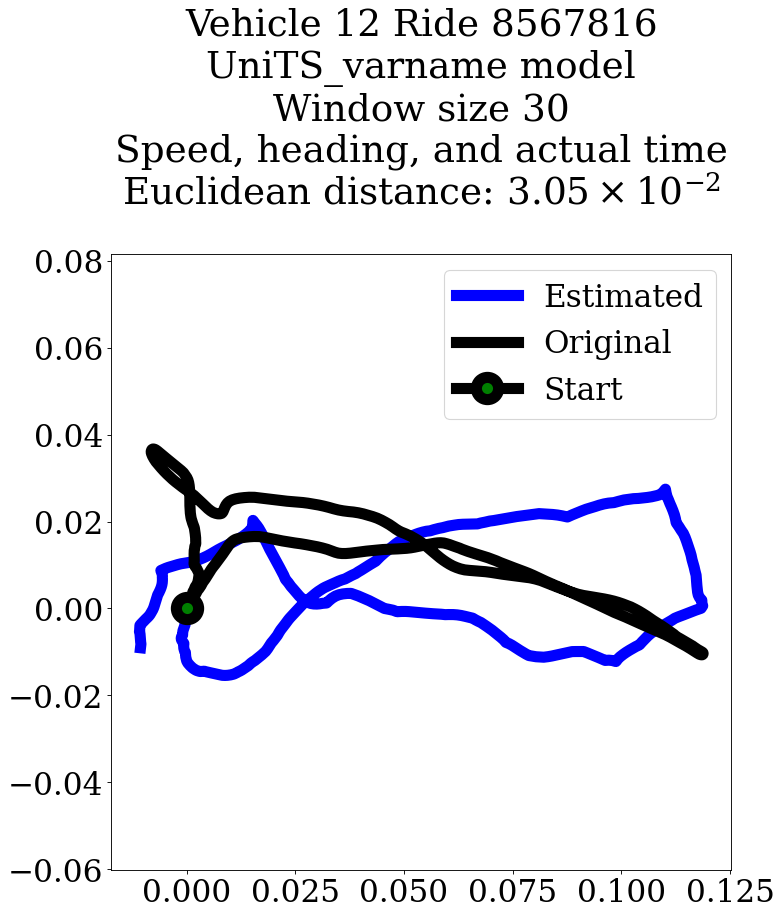 Vehicle 12 Ride 8567816
UniTS_varname model
Window size 30
Speed, heading, and actual time
Euclidean distance: 3.05 × 10⁻²
Estimated
Original
Start
0.08
0.06
0.04
0.02
0.00
−0.02
−0.04
−0.06
0.000 0.025 0.050 0.075 0.100 0.125